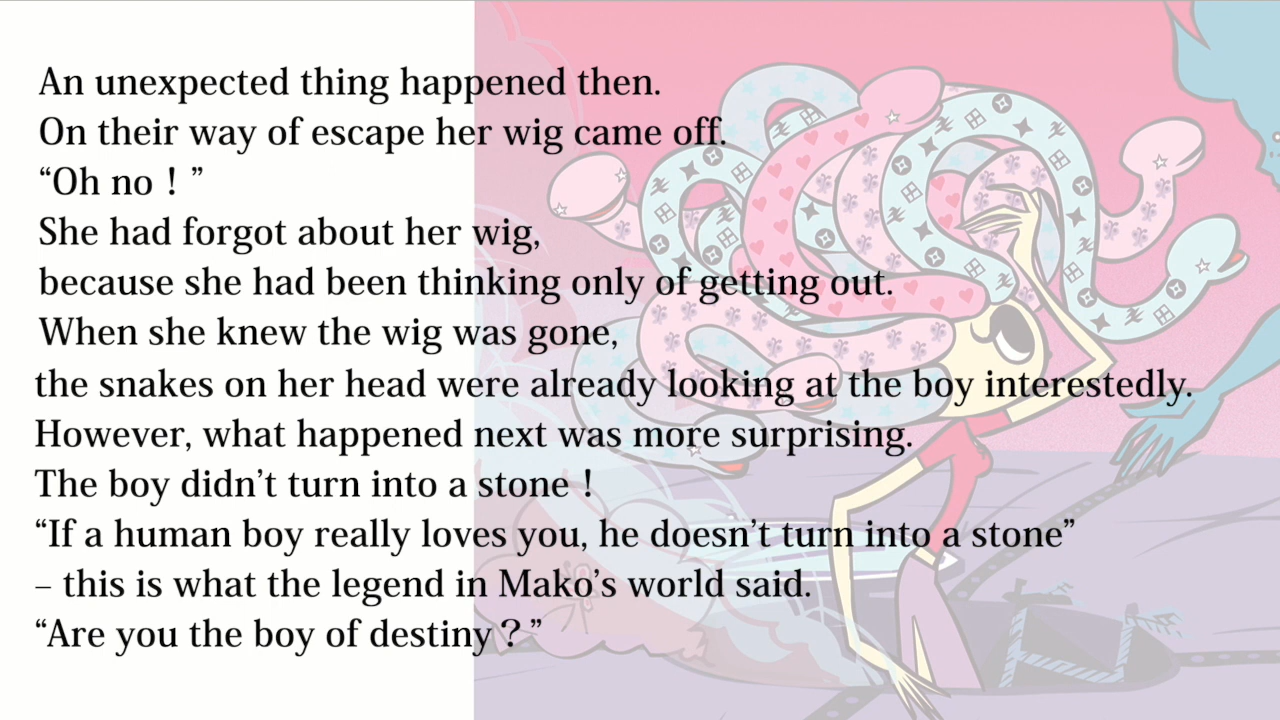 An unexpected thing happened then.
On their way of escape her wig came off.
“Oh no ! ”
She had forgot about her wig,
because she had been thinking only of getting out.
When she knew the wig was gone,
the snakes on her head were already looking at the boy interestedly.
However, what happened next was more surprising.
The boy didn’t turn into a stone !
“If a human boy really loves you, he doesn’t turn into a stone”
– this is what the legend in Mako’s world said.
“Are you the boy of destiny ? ”